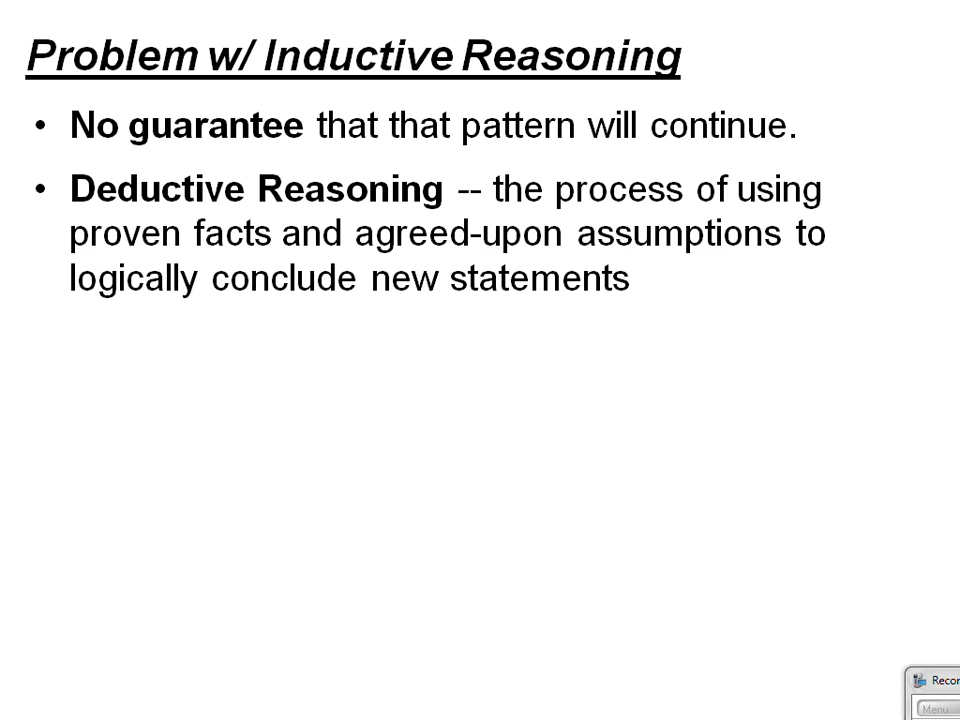 Problem w/ Inductive Reasoning
• No guarantee that that pattern will continue.
• Deductive Reasoning -- the process of using
proven facts and agreed-upon assumptions to
logically conclude new statements
Recor
Menu